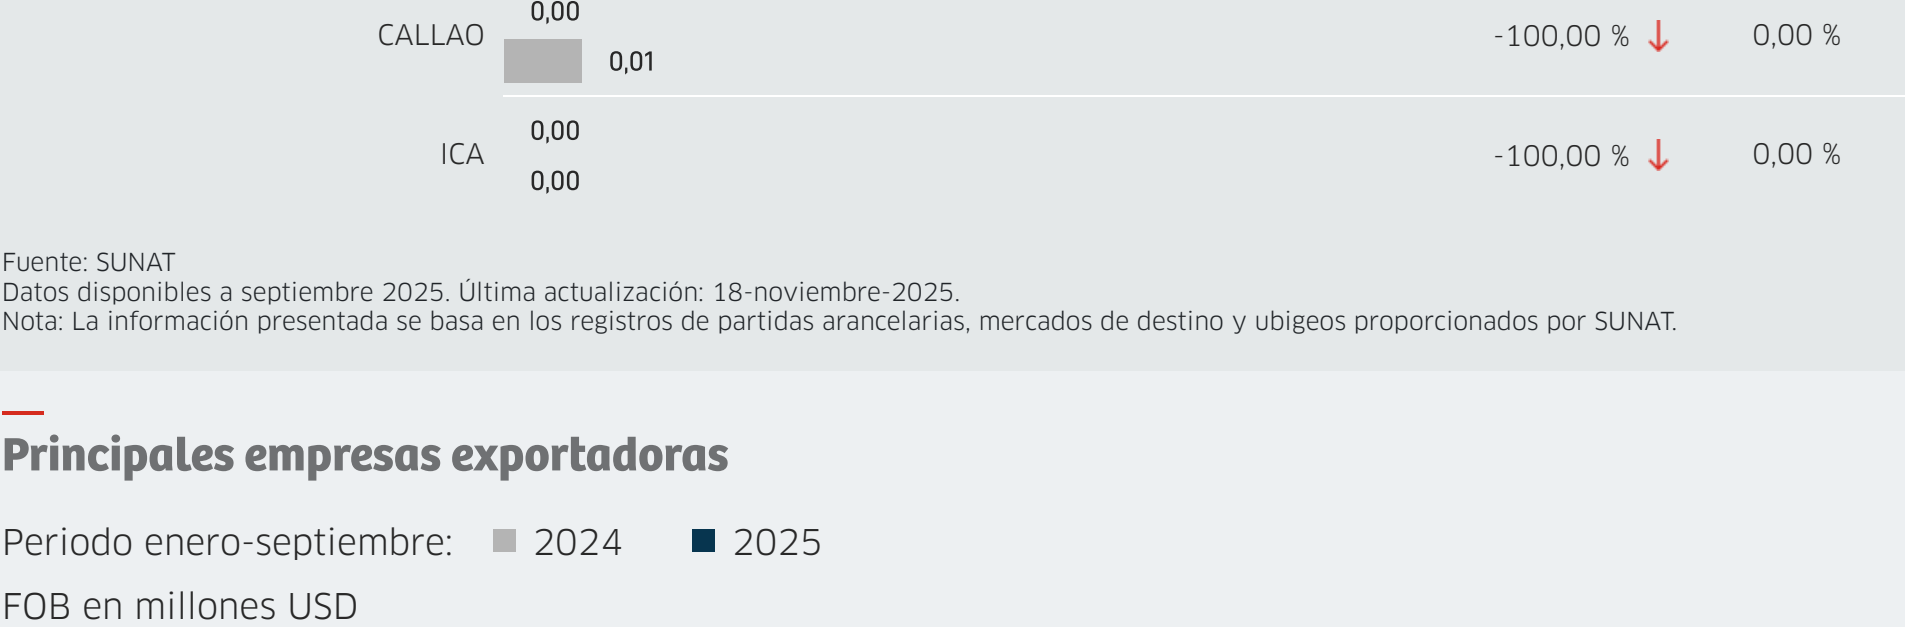 0,00
CALLAO
-100,00 %
0,00 %
0,01
0,00
ICA
-100,00 %
0,00 %
0,00
Fuente: SUNAT
Datos disponibles a septiembre 2025. Última actualización: 18-noviembre-2025.
Nota: La información presentada se basa en los registros de partidas arancelarias, mercados de destino y ubigeos proporcionados por SUNAT.
Principales empresas exportadoras
Periodo enero-septiembre: 2024 2025
FOB en millones USD